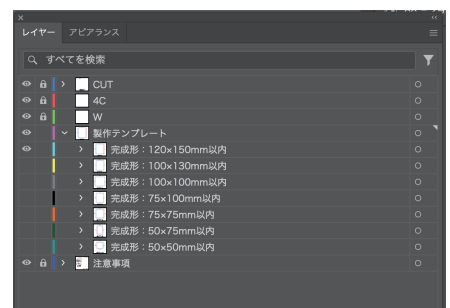 レイヤー アピアランス
すべてを検索
CUT
4C
W
製作テンプレート
完成形：120×150mm以内
完成形：100×130mm以内
完成形：100×100mm以内
完成形：75×100mm以内
完成形：75×75mm以内
完成形：50×75mm以内
完成形：50×50mm以内
注意事項